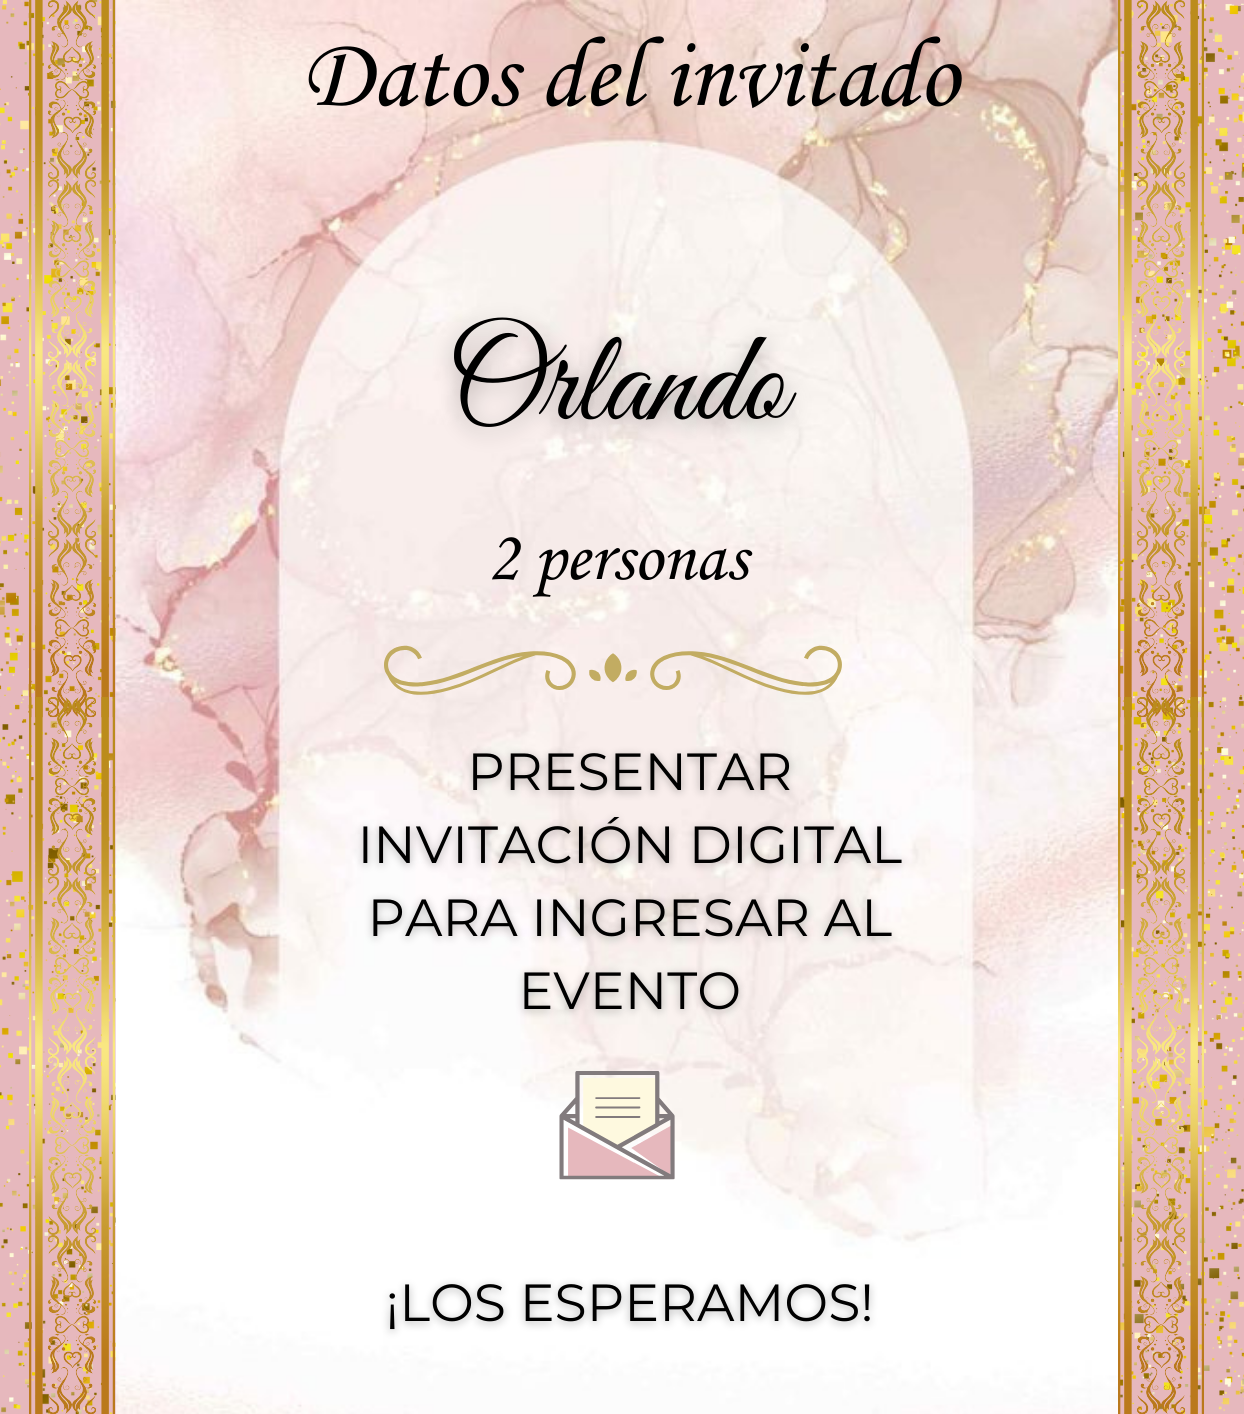 Datos del invitado
Orlando
2 personas
PRESENTAR
INVITACIÓN DIGITAL
PARA INGRESAR AL
EVENTO
¡LOS ESPERAMOS!